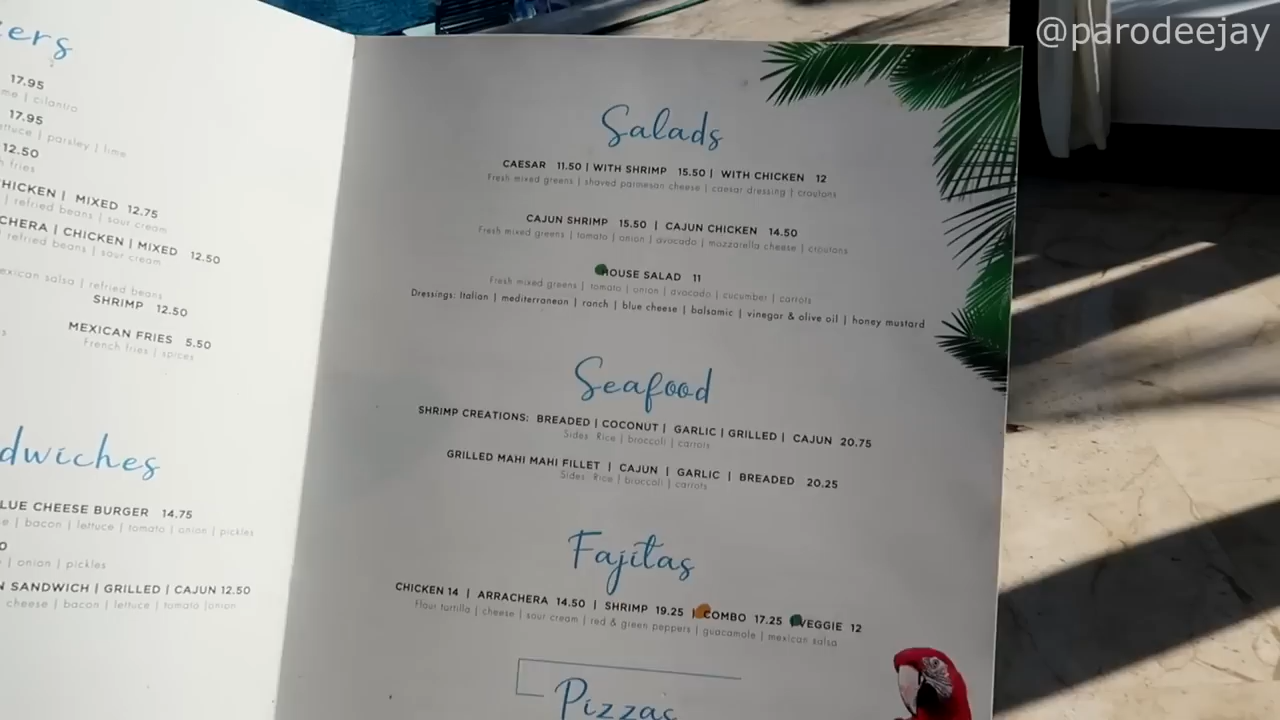 @parodeejay
17.95
cilantro
17.95
parsley | lime
12.50
fries
MIXED 12.75
refried beans | sour cream
CHICKEN | MIXED 12.50
refried beans | sour cream
salsa | refried beans
SHRIMP 12.50
MEXICAN FRIES 5.50
French fries | spices
BURGER 14.75
bacon | lettuce | tomato | onion | pickles
onion | pickles
SANDWICH | GRILLED | CAJUN 12.50
cheese | bacon | lettuce | tomato | onion
Salads
CAESAR 11.50 | WITH SHRIMP 15.50 | WITH CHICKEN 12
Fresh mixed greens | shaved parmesan cheese | caesar dressing | croutons
CAJUN SHRIMP 15.50 | CAJUN CHICKEN 14.50
Fresh mixed greens | tomato | onion | avocado | mozzarella cheese | croutons
HOUSE SALAD 11
Fresh mixed greens | tomato | onion | avocado | cucumber | carrots
Dressings: Italian | mediterranean | ranch | blue cheese | balsamic | vinegar & olive oil | honey mustard
Seafood
SHRIMP CREATIONS: BREADED | COCONUT | GARLIC | GRILLED | CAJUN 20.75
Sides: Rice | broccoli | carrots
GRILLED MAHI MAHI FILLET | CAJUN | GARLIC | BREADED 20.25
Sides: Rice | broccoli | carrots
Fajitas
CHICKEN 14 | ARRACHERA 14.50 | SHRIMP 19.25 | COMBO 17.25 | VEGGIE 12
Flour tortilla | cheese | sour cream | red & green peppers | guacamole | mexican salsa
Pizzas